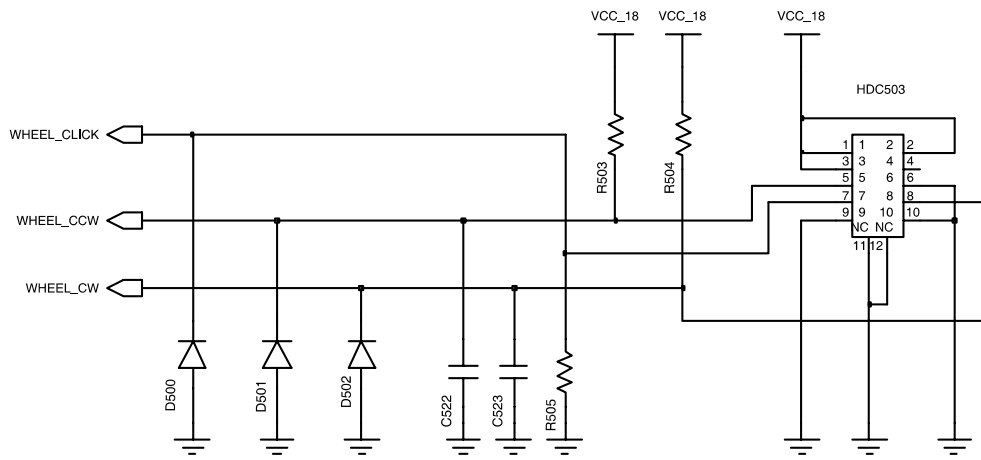 VCC_18 VCC_18 VCC_18
HDC503
WHEEL_CLICK
R503
R504
1 1 2 2
3 3 4 4
5 5 6 6
7 7 8 8
9 9 10 10
NC NC
11 12
WHEEL_CCW
WHEEL_CW
D500
D501
D502
C522
C523
R505